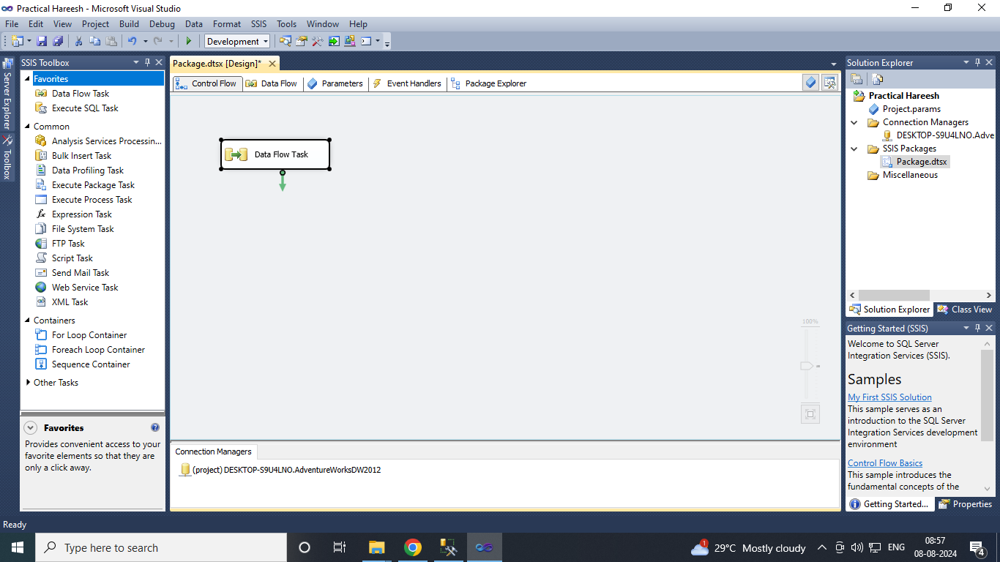 Practical Hareesh - Microsoft Visual Studio
File Edit View Project Build Debug Data Format SSIS Tools Window Help
Development
Server Explorer
Toolbox
SSIS Toolbox
Favorites
Data Flow Task
Execute SQL Task
Common
Analysis Services Processin...
Bulk Insert Task
Data Profiling Task
Execute Package Task
Execute Process Task
Expression Task
File System Task
FTP Task
Script Task
Send Mail Task
Web Service Task
XML Task
Containers
For Loop Container
Foreach Loop Container
Sequence Container
Other Tasks
Favorites
Provides convenient access to your
favorite elements so that they are
only a click away.
Package.dtsx [Design]*
Control Flow Data Flow Parameters Event Handlers Package Explorer
Data Flow Task
100%
Connection Managers
(project) DESKTOP-S9U4LNO.AdventureWorksDW2012
Solution Explorer
Practical Hareesh
Project.params
Connection Managers
DESKTOP-S9U4LNO.Adve
SSIS Packages
Package.dtsx
Miscellaneous
Solution Explorer Class View
Getting Started (SSIS)
Welcome to SQL Server
Integration Services (SSIS).
Samples
My First SSIS Solution
This sample serves as an
introduction to the SQL Server
Integration Services development
environment
Control Flow Basics
This sample introduces the
fundamental concepts of the
Getting Started... Properties
Ready
Type here to search
1
29°C Mostly cloudy
ENG
08:57
08-08-2024
4